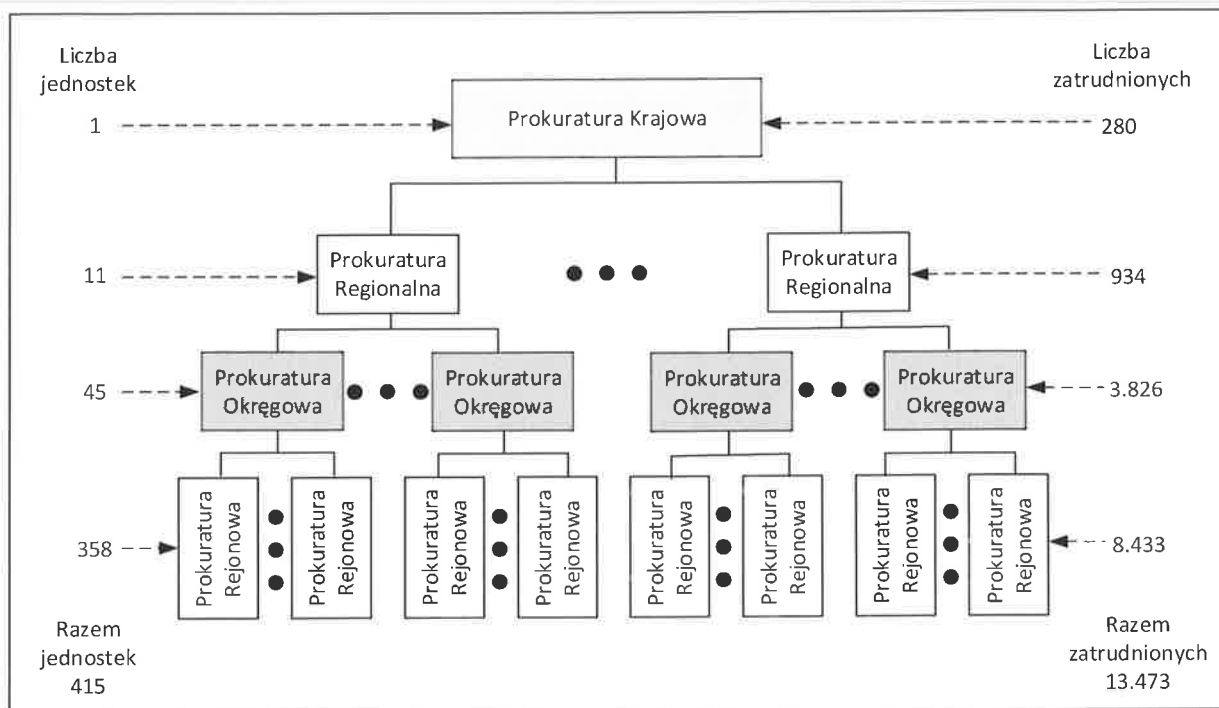 Liczba
jednostek
Liczba
zatrudnionych
1
Prokuratura Krajowa
280
11
Prokuratura
Regionalna
Prokuratura
Regionalna
934
45
Prokuratura
Okręgowa
Prokuratura
Okręgowa
Prokuratura
Okręgowa
Prokuratura
Okręgowa
3.826
358
Prokuratura
Rejonowa
Prokuratura
Rejonowa
Prokuratura
Rejonowa
Prokuratura
Rejonowa
Prokuratura
Rejonowa
Prokuratura
Rejonowa
Prokuratura
Rejonowa
Prokuratura
Rejonowa
8.433
Razem
jednostek
415
Razem
zatrudnionych
13.473